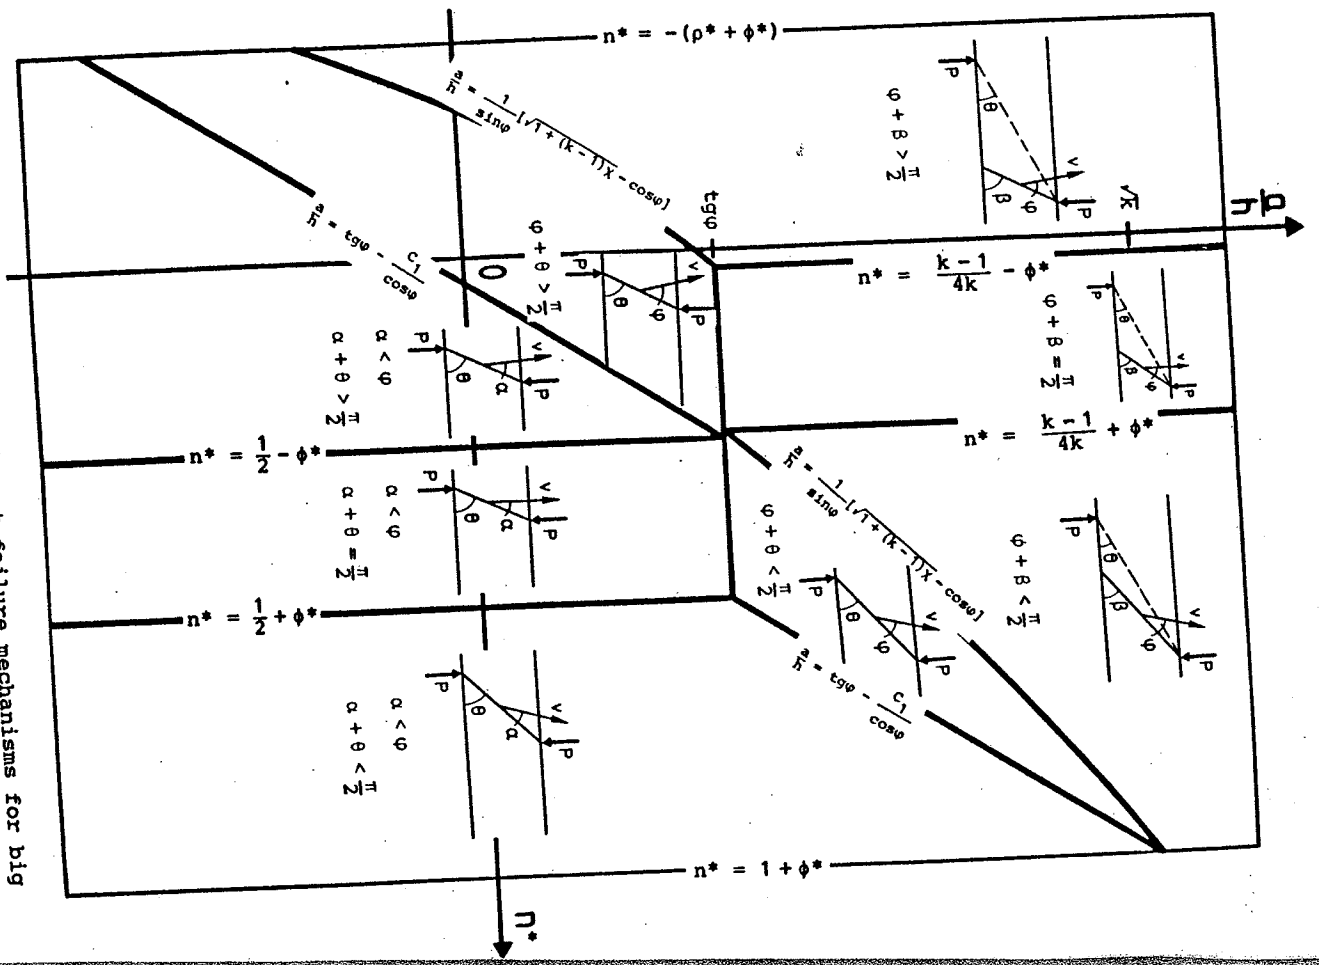 n* = -(ρ* + ϕ*)
a/h
√k
tgφ
a/h = 1/sinφ [√1 + (k - 1)χ - cosφ]
P
θ
β
φ
v
P
φ + β > π/2
n* = (k - 1)/4k - ϕ*
P
θ
β
φ
v
P
φ + β = π/2
n* = (k - 1)/4k + ϕ*
P
θ
β
φ
v
P
φ + β < π/2
a/h = tgφ - c₁/cosφ
O
P
θ
φ
v
P
φ + θ > π/2
a/h = 1/sinφ [√1 + (k - 1)χ - cosφ]
P
θ
φ
v
P
φ + θ < π/2
a/h = tgφ - c₁/cosφ
P
θ
α
v
P
α < φ
α + θ > π/2
n* = 1/2 - ϕ*
P
θ
α
v
P
α < φ
α + θ = π/2
n* = 1/2 + ϕ*
P
θ
α
v
P
α < φ
α + θ < π/2
n* = 1 + ϕ*
n*
failure mechanisms for big